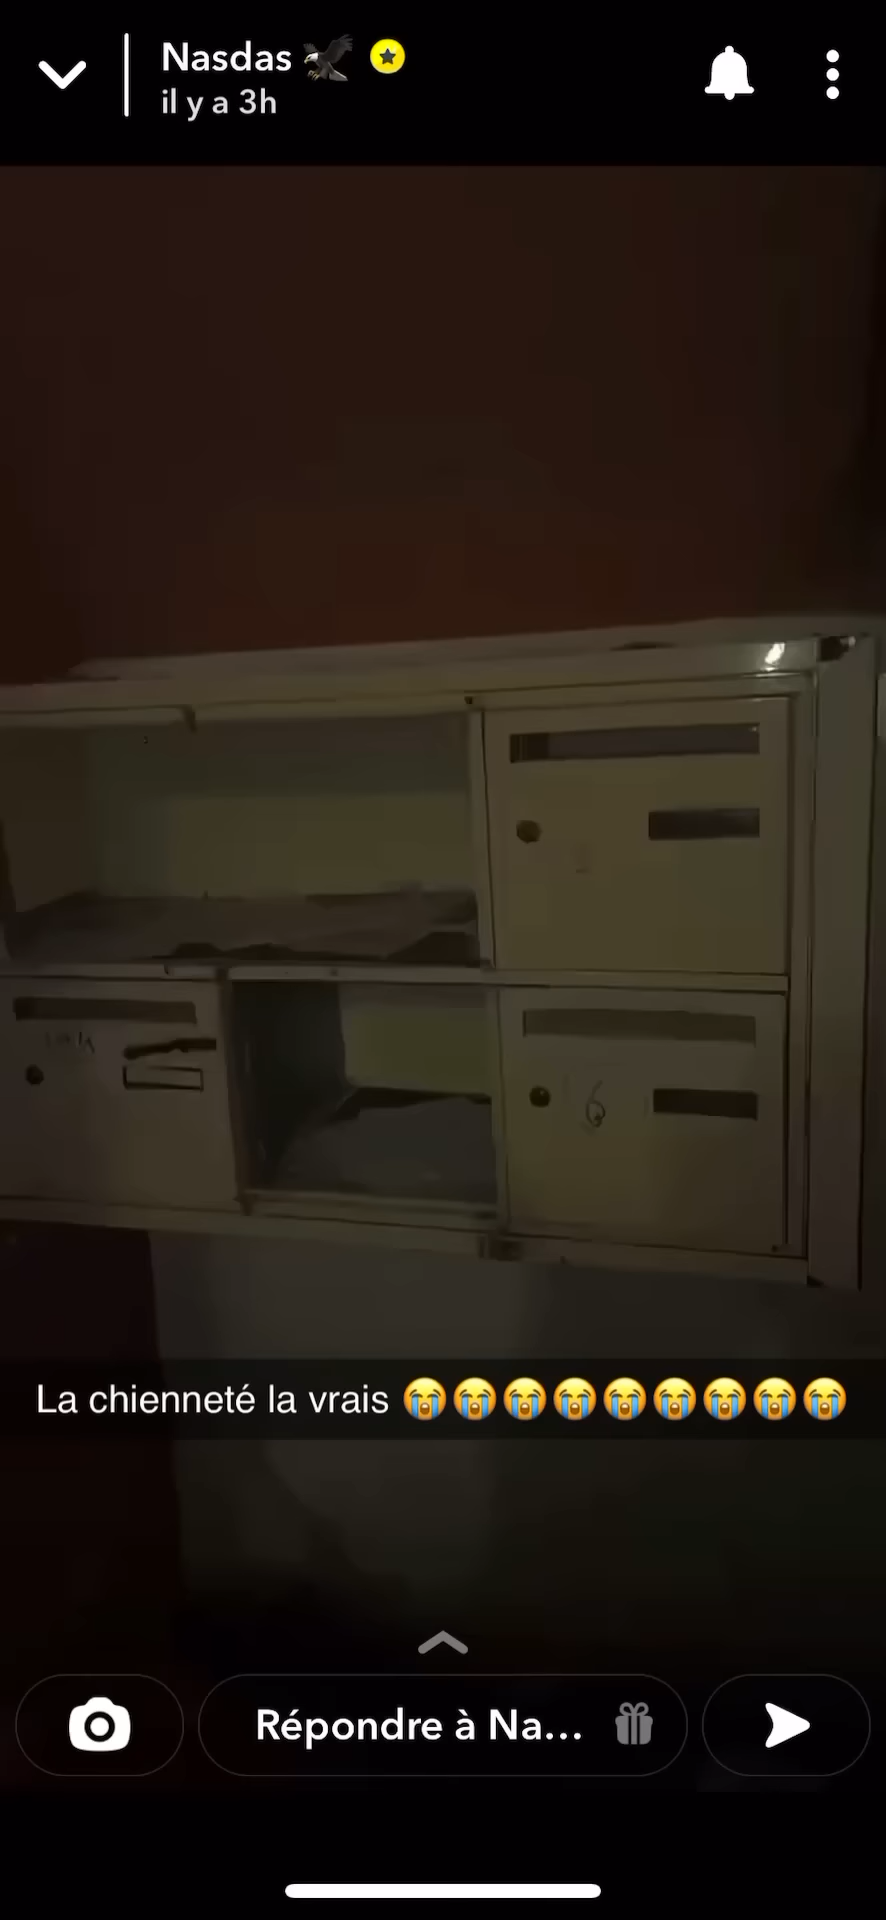 Nasdas 🦅
il y a 3h
6
La chienneté la vrais 😭😭😭😭😭😭😭😭😭
Répondre à Na...